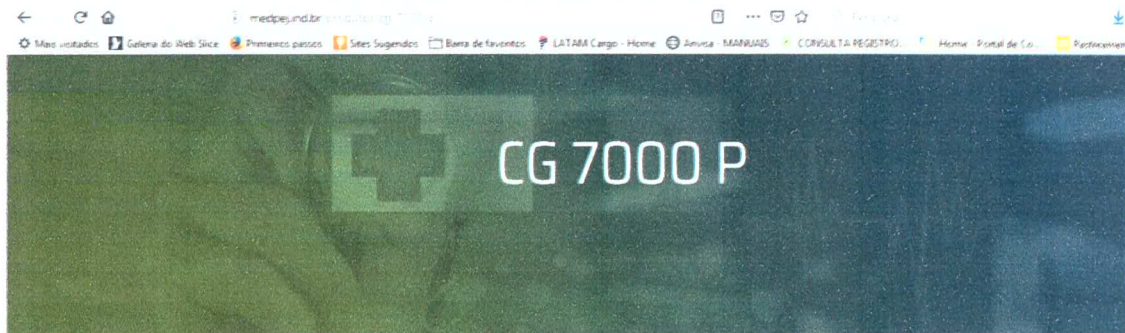 medpej.ind.br
Mais visitados Galeria do Web Slice Primeiros passos Sites Sugeridos Barra de favoritos LATAM Cargo - Home Anvisa - MANUAIS CONSULTA REGISTRO... Home Portal de Co...
CG 7000 P